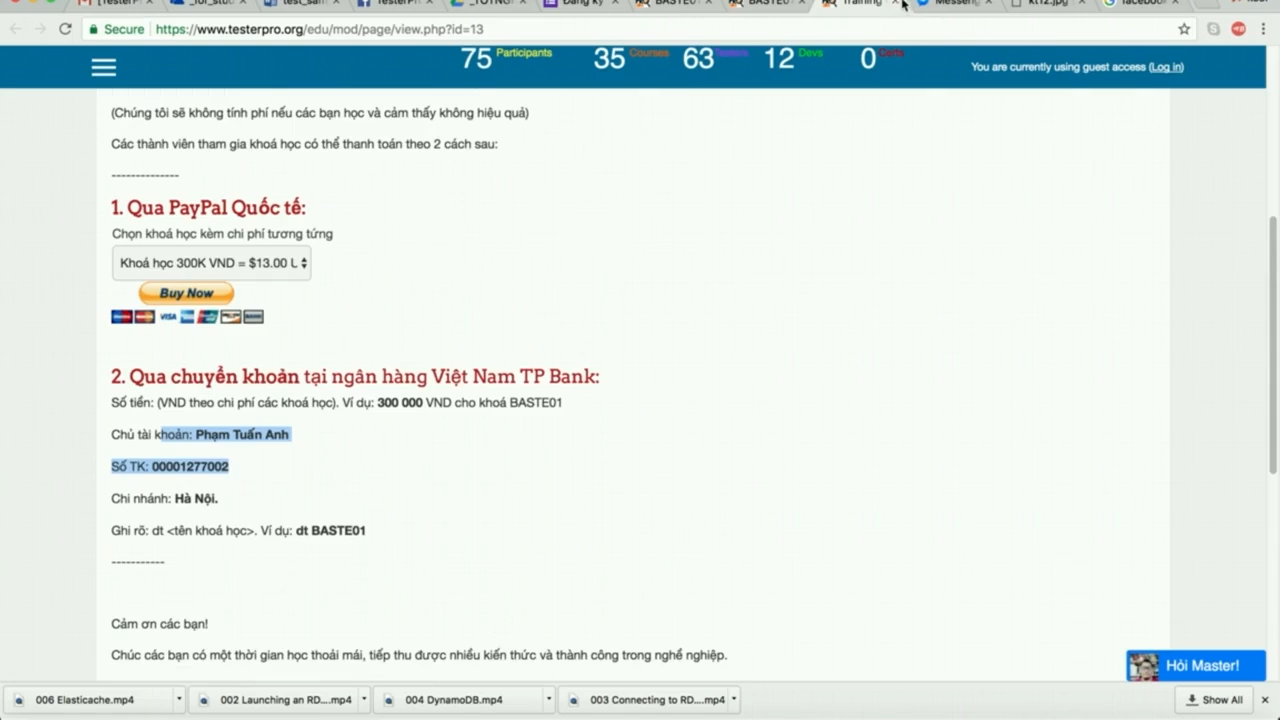 Secure https://www.testerpro.org/edu/mod/page/view.php?id=13
75 Participants 35 Courses 63 12 Devs 0
You are currently using guest access (Log in)
(Chúng tôi sẽ không tính phí nếu các bạn học và cảm thấy không hiệu quả)
Các thành viên tham gia khoá học có thể thanh toán theo 2 cách sau:
--------------
1. Qua PayPal Quốc tế:
Chọn khoá học kèm chi phí tương tứng
Khoá học 300K VND = $13.00 L
Buy Now
VISA
2. Qua chuyển khoản tại ngân hàng Việt Nam TP Bank:
Số tiền: (VND theo chi phí các khoá học). Ví dụ: 300 000 VND cho khoá BASTE01
Chủ tài khoản: Phạm Tuấn Anh
Số TK: 00001277002
Chi nhánh: Hà Nội.
Ghi rõ: dt <tên khoá học>. Ví dụ: dt BASTE01
-----------
Cảm ơn các bạn!
Chúc các bạn có một thời gian học thoải mái, tiếp thu được nhiều kiến thức và thành công trong nghề nghiệp.
Hỏi Master!
006 Elasticache.mp4
002 Launching an RD....mp4
004 DynamoDB.mp4
003 Connecting to RD....mp4
Show All